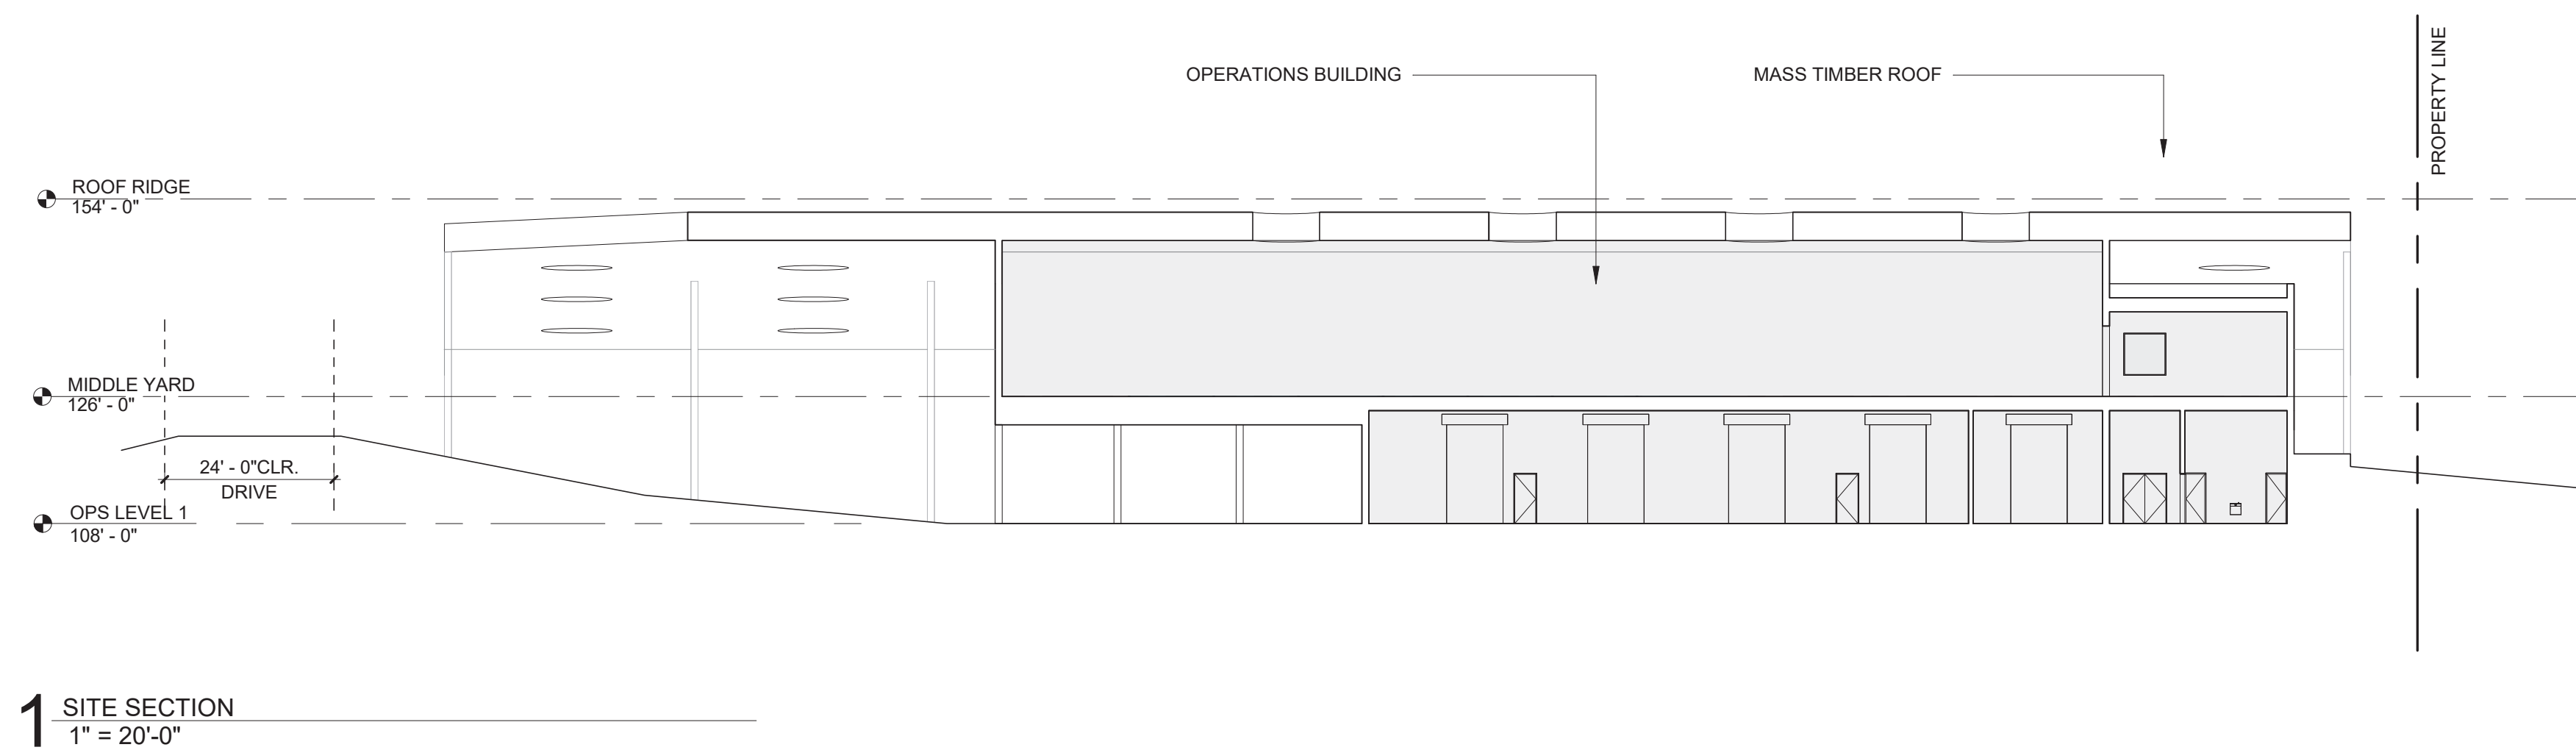 OPERATIONS BUILDING
MASS TIMBER ROOF
PROPERTY LINE
ROOF RIDGE
154' - 0"
MIDDLE YARD
126' - 0"
24' - 0"CLR.
DRIVE
OPS LEVEL 1
108' - 0"
1
SITE SECTION
1" = 20'-0"